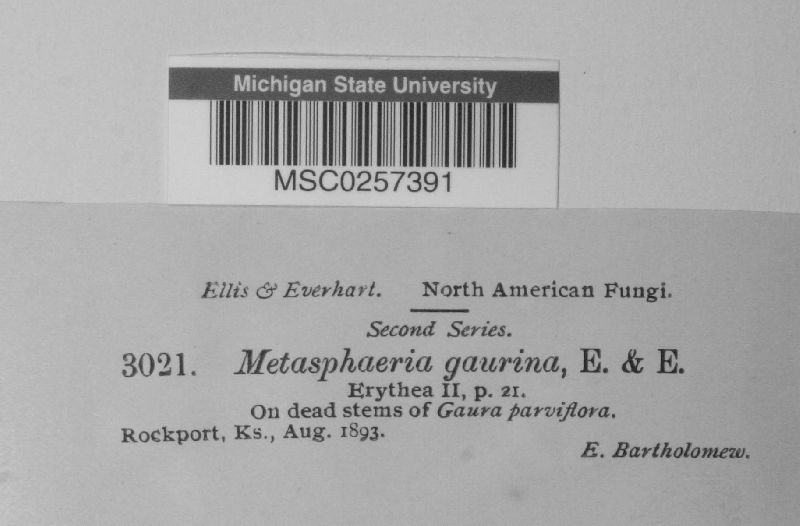 Michigan State University
MSC0257391
Ellis & Everhart. North American Fungi.
Second Series.
3021. Metasphaeria gaurina, E. & E.
Erythea II, p. 21.
On dead stems of Gaura parviflora.
Rockport, Ks., Aug. 1893.
E. Bartholomew.